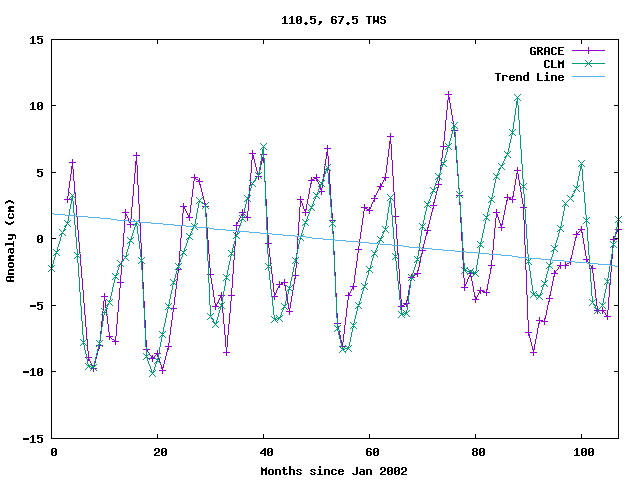 110.5, 67.5 TWS
GRACE
CLM
Trend Line
15
10
5
0
-5
-10
-15
Anomaly (cm)
0 20 40 60 80 100
Months since Jan 2002